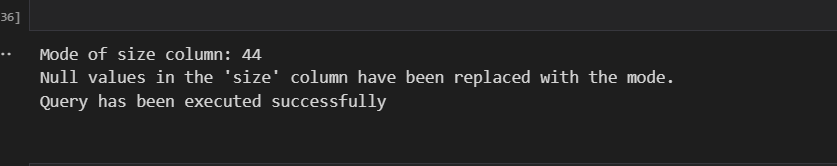 36]
Mode of size column: 44
Null values in the 'size' column have been replaced with the mode.
Query has been executed successfully